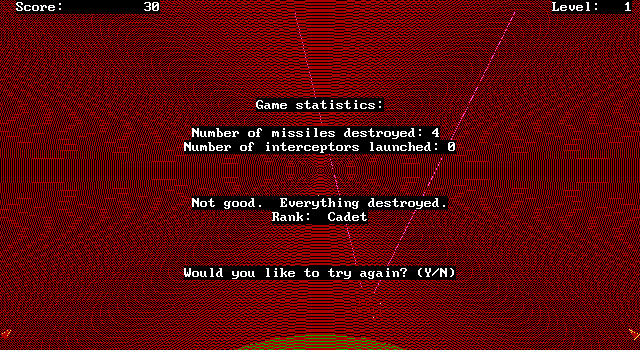 Score: 30 Level: 1
Game statistics:
Number of missiles destroyed: 4
Number of interceptors launched: 0
Not good. Everything destroyed.
Rank: Cadet
Would you like to try again? (Y/N)